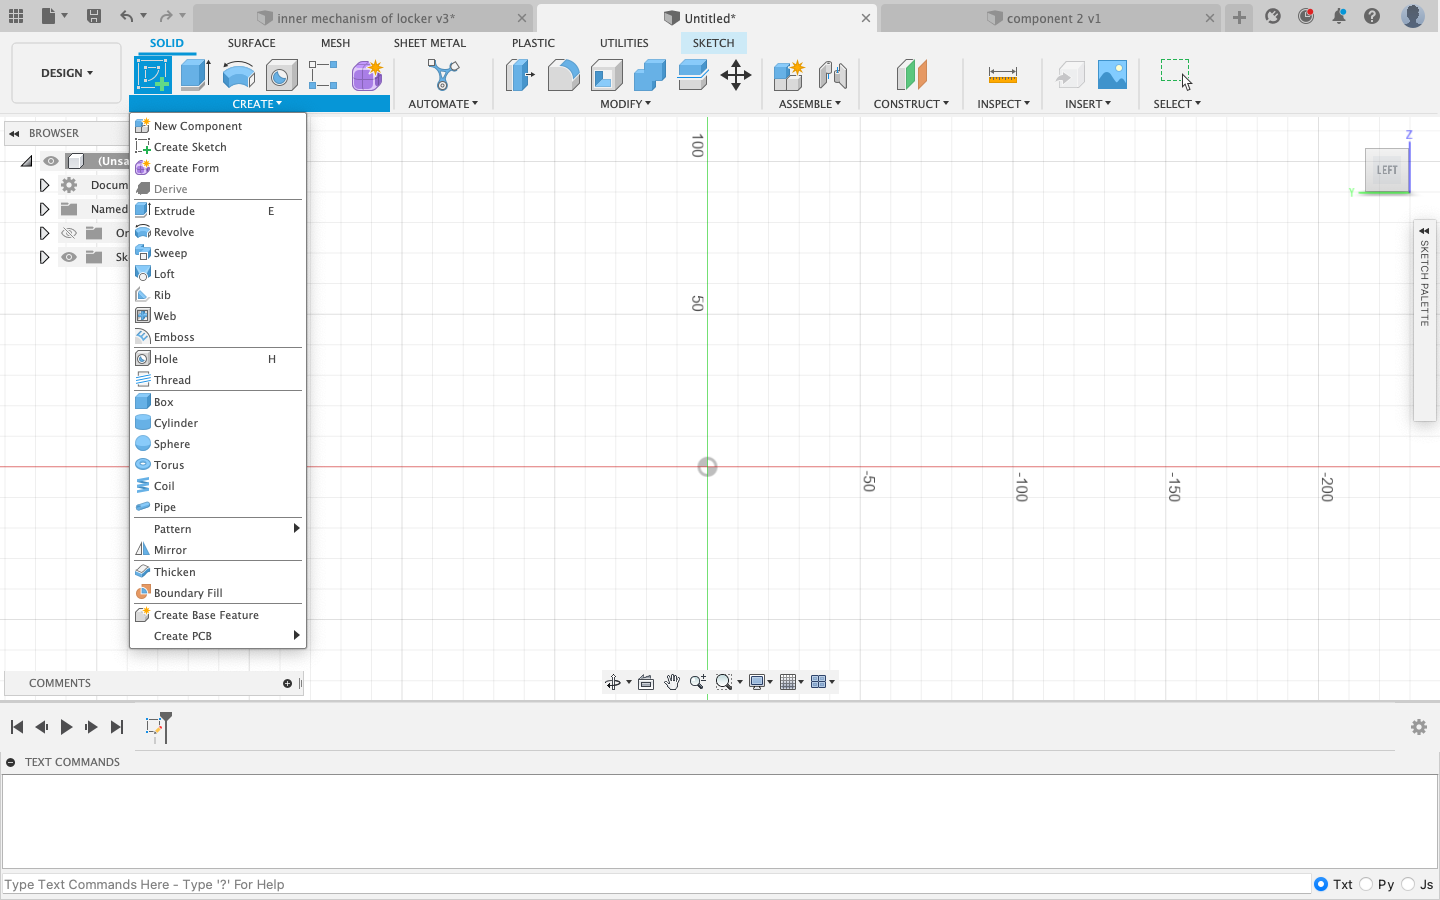 inner mechanism of locker v3*
Untitled*
component 2 v1
DESIGN
SOLID
SURFACE
MESH
SHEET METAL
PLASTIC
UTILITIES
SKETCH
CREATE
AUTOMATE
MODIFY
ASSEMBLE
CONSTRUCT
INSPECT
INSERT
SELECT
BROWSER
(Unsa
Docum
Named
Or
Sk
New Component
Create Sketch
Create Form
Derive
Extrude E
Revolve
Sweep
Loft
Rib
Web
Emboss
Hole H
Thread
Box
Cylinder
Sphere
Torus
Coil
Pipe
Pattern
Mirror
Thicken
Boundary Fill
Create Base Feature
Create PCB
100
50
-50
-100
-150
-200
Z
LEFT
Y
SKETCH PALETTE
COMMENTS
TEXT COMMANDS
Type Text Commands Here - Type '?' For Help
Txt
Py
Js